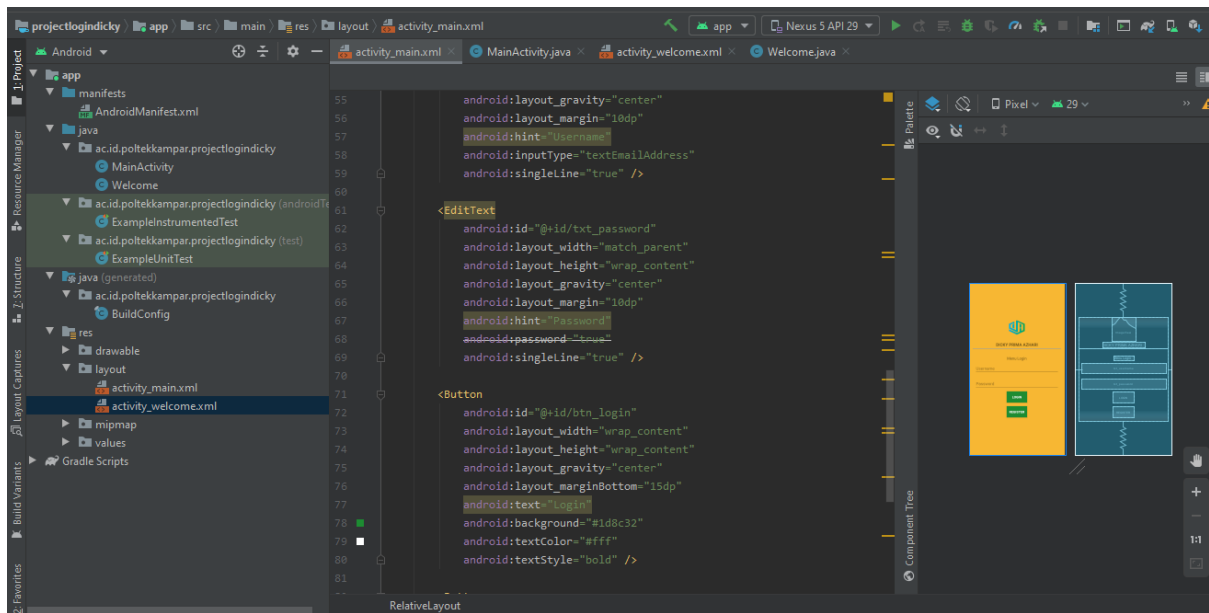 projectlogindicky app src main res layout activity_main.xml app Nexus 5 API 29
Android activity_main.xml MainActivity.java activity_welcome.xml Welcome.java
1: Project
Resource Manager
7: Structure
Layout Captures
Build Variants
2: Favorites
app
manifests
AndroidManifest.xml
java
ac.id.poltekkampar.projectlogindicky
MainActivity
Welcome
ac.id.poltekkampar.projectlogindicky (androidTe
ExampleInstrumentedTest
ac.id.poltekkampar.projectlogindicky (test)
ExampleUnitTest
java (generated)
ac.id.poltekkampar.projectlogindicky
BuildConfig
res
drawable
layout
activity_main.xml
activity_welcome.xml
mipmap
values
Gradle Scripts
55 android:layout_gravity="center"
56 android:layout_margin="10dp"
57 android:hint="Username"
58 android:inputType="textEmailAddress"
59 android:singleLine="true" />
60
61 <EditText
62 android:id="@+id/txt_password"
63 android:layout_width="match_parent"
64 android:layout_height="wrap_content"
65 android:layout_gravity="center"
66 android:layout_margin="10dp"
67 android:hint="Password"
68 android:password="true"
69 android:singleLine="true" />
70
71 <Button
72 android:id="@+id/btn_login"
73 android:layout_width="wrap_content"
74 android:layout_height="wrap_content"
75 android:layout_gravity="center"
76 android:layout_marginBottom="15dp"
77 android:text="Login"
78 android:background="#1d8c32"
79 android:textColor="#fff"
80 android:textStyle="bold" />
81
RelativeLayout
Palette
Component Tree
Pixel 29
LOGIN
REGISTER
1:1